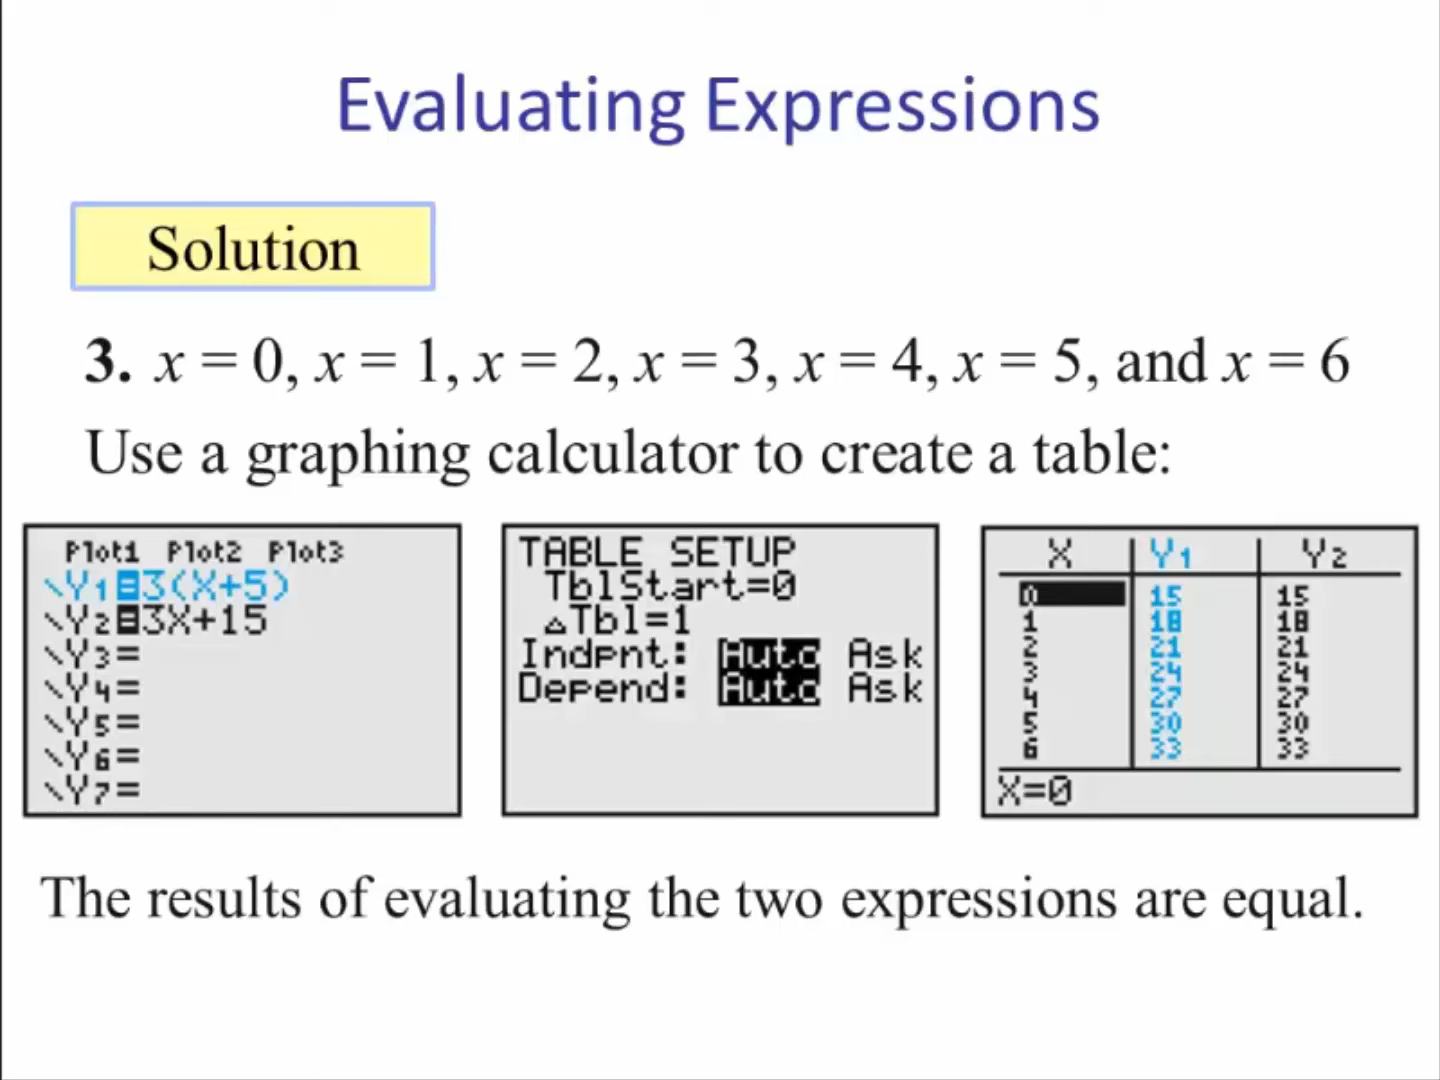 Evaluating Expressions
Solution
3. x = 0, x = 1, x = 2, x = 3, x = 4, x = 5, and x = 6
Use a graphing calculator to create a table:
Plot1 Plot2 Plot3
\Y1=3(X+5)
\Y2=3X+15
\Y3=
\Y4=
\Y5=
\Y6=
\Y7=
TABLE SETUP
TblStart=0
△Tbl=1
Indpnt: Auto Ask
Depend: Auto Ask
X Y1 Y2
0 15 15
1 18 18
2 21 21
3 24 24
4 27 27
5 30 30
6 33 33
X=0
The results of evaluating the two expressions are equal.